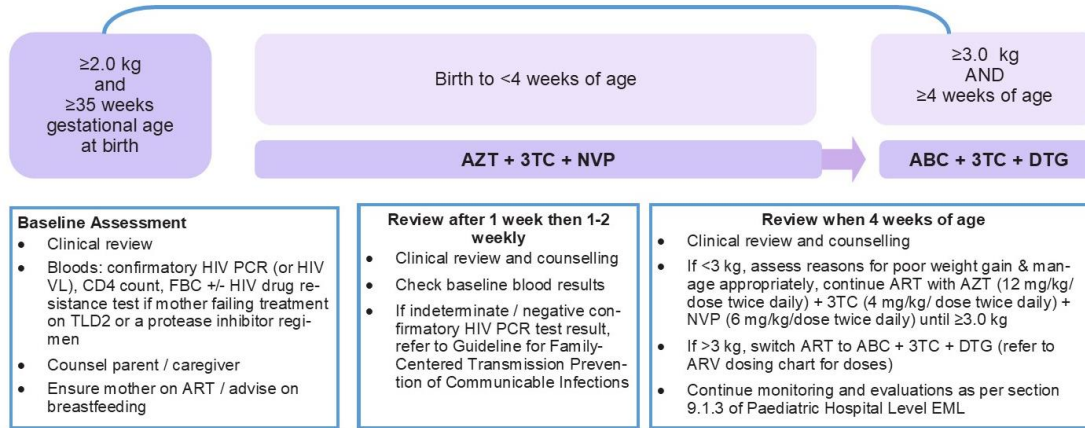 ≥2.0 kg
and
≥35 weeks
gestational age
at birth
Birth to <4 weeks of age
≥3.0 kg
AND
≥4 weeks of age
AZT + 3TC + NVP
ABC + 3TC + DTG
Baseline Assessment
• Clinical review
• Bloods: confirmatory HIV PCR (or HIV
VL), CD4 count, FBC +/- HIV drug re-
sistance test if mother failing treatment
on TLD2 or a protease inhibitor regi-
men
• Counsel parent / caregiver
• Ensure mother on ART / advise on
breastfeeding
Review after 1 week then 1-2
weekly
• Clinical review and counselling
• Check baseline blood results
• If indeterminate / negative con-
firmatory HIV PCR test result,
refer to Guideline for Family-
Centered Transmission Preven-
tion of Communicable Infections
Review when 4 weeks of age
• Clinical review and counselling
• If <3 kg, assess reasons for poor weight gain & man-
age appropriately, continue ART with AZT (12 mg/kg/
dose twice daily) + 3TC (4 mg/kg/ dose twice daily) +
NVP (6 mg/kg/dose twice daily) until ≥3.0 kg
• If >3 kg, switch ART to ABC + 3TC + DTG (refer to
ARV dosing chart for doses)
• Continue monitoring and evaluations as per section
9.1.3 of Paediatric Hospital Level EML